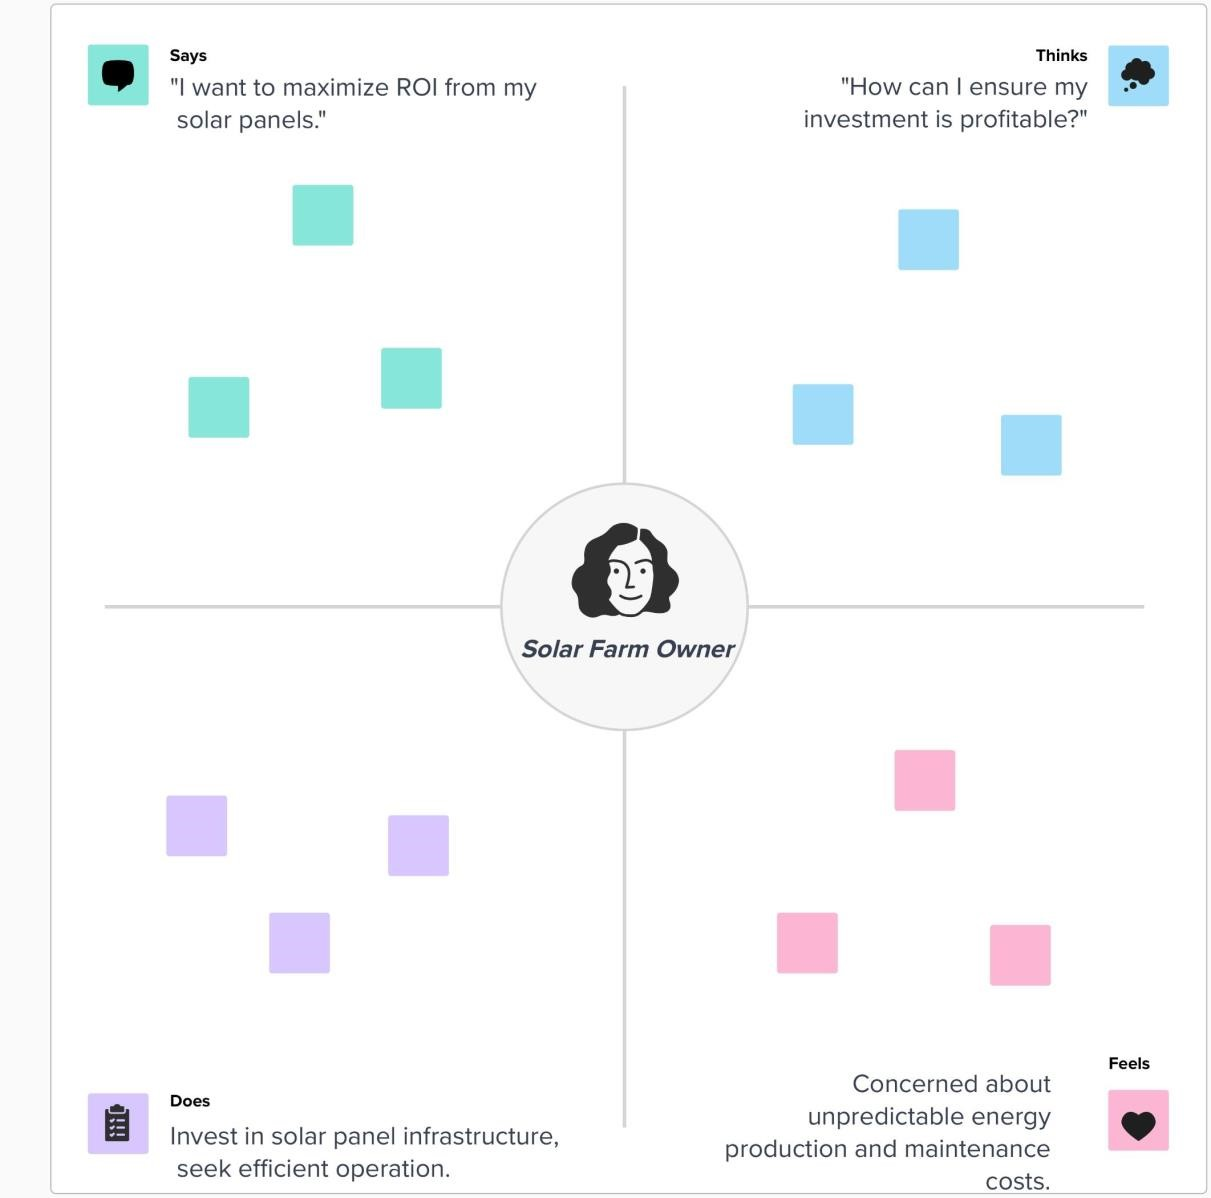 Says
"I want to maximize ROI from my
solar panels."
Thinks
"How can I ensure my
investment is profitable?"
Solar Farm Owner
Does
Invest in solar panel infrastructure,
seek efficient operation.
Feels
Concerned about
unpredictable energy
production and maintenance
costs.